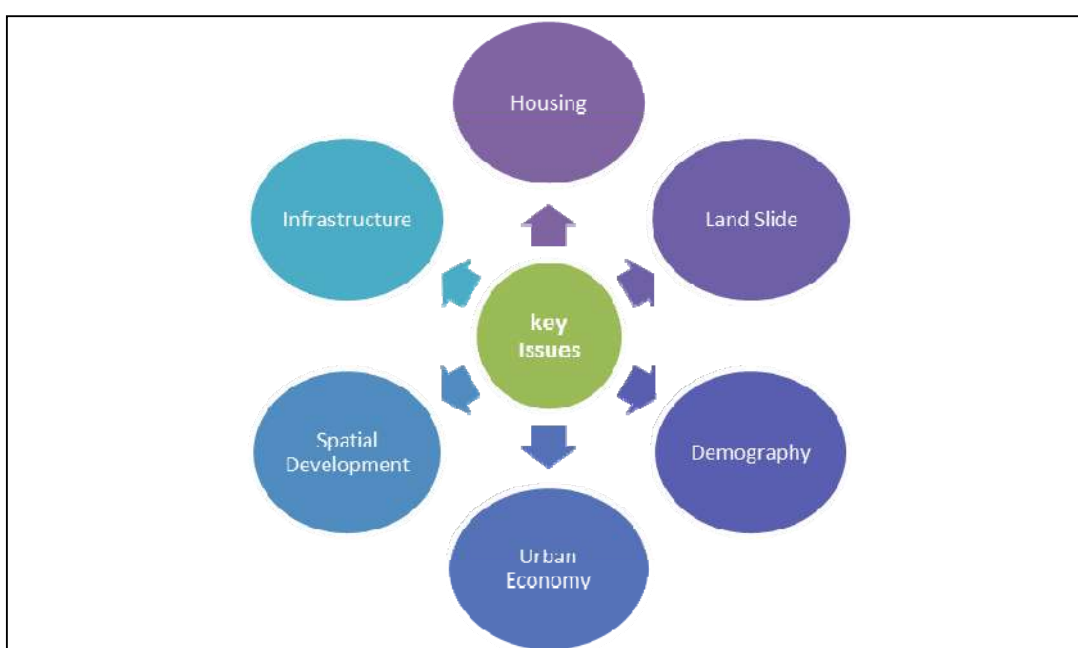 Housing
Land Slide
Demography
Urban
Economy
Spatial
Development
Infrastructure
key
Issues